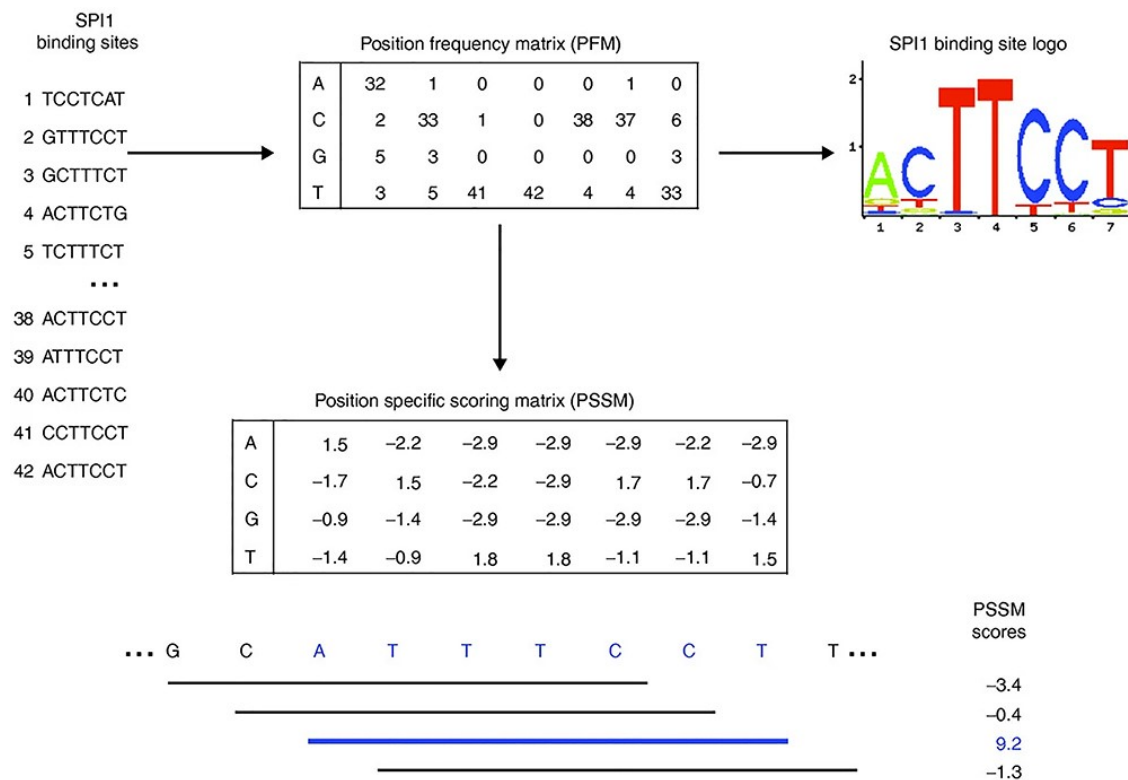 SPI1
binding sites
1 TCCTCAT
2 GTTTCCT
3 GCTTTCT
4 ACTTCTG
5 TCTTTCT
...
38 ACTTCCT
39 ATTTCCT
40 ACTTCTC
41 CCTTCCT
42 ACTTCCT
Position frequency matrix (PFM)
A 32 1 0 0 0 1 0
C 2 33 1 0 38 37 6
G 5 3 0 0 0 0 3
T 3 5 41 42 4 4 33
SPI1 binding site logo
2
1
ACTTCCT
1 2 3 4 5 6 7
Position specific scoring matrix (PSSM)
A 1.5 −2.2 −2.9 −2.9 −2.9 −2.2 −2.9
C −1.7 1.5 −2.2 −2.9 1.7 1.7 −0.7
G −0.9 −1.4 −2.9 −2.9 −2.9 −2.9 −1.4
T −1.4 −0.9 1.8 1.8 −1.1 −1.1 1.5
PSSM
scores
... G C A T T T C C T T ...
−3.4
−0.4
9.2
−1.3